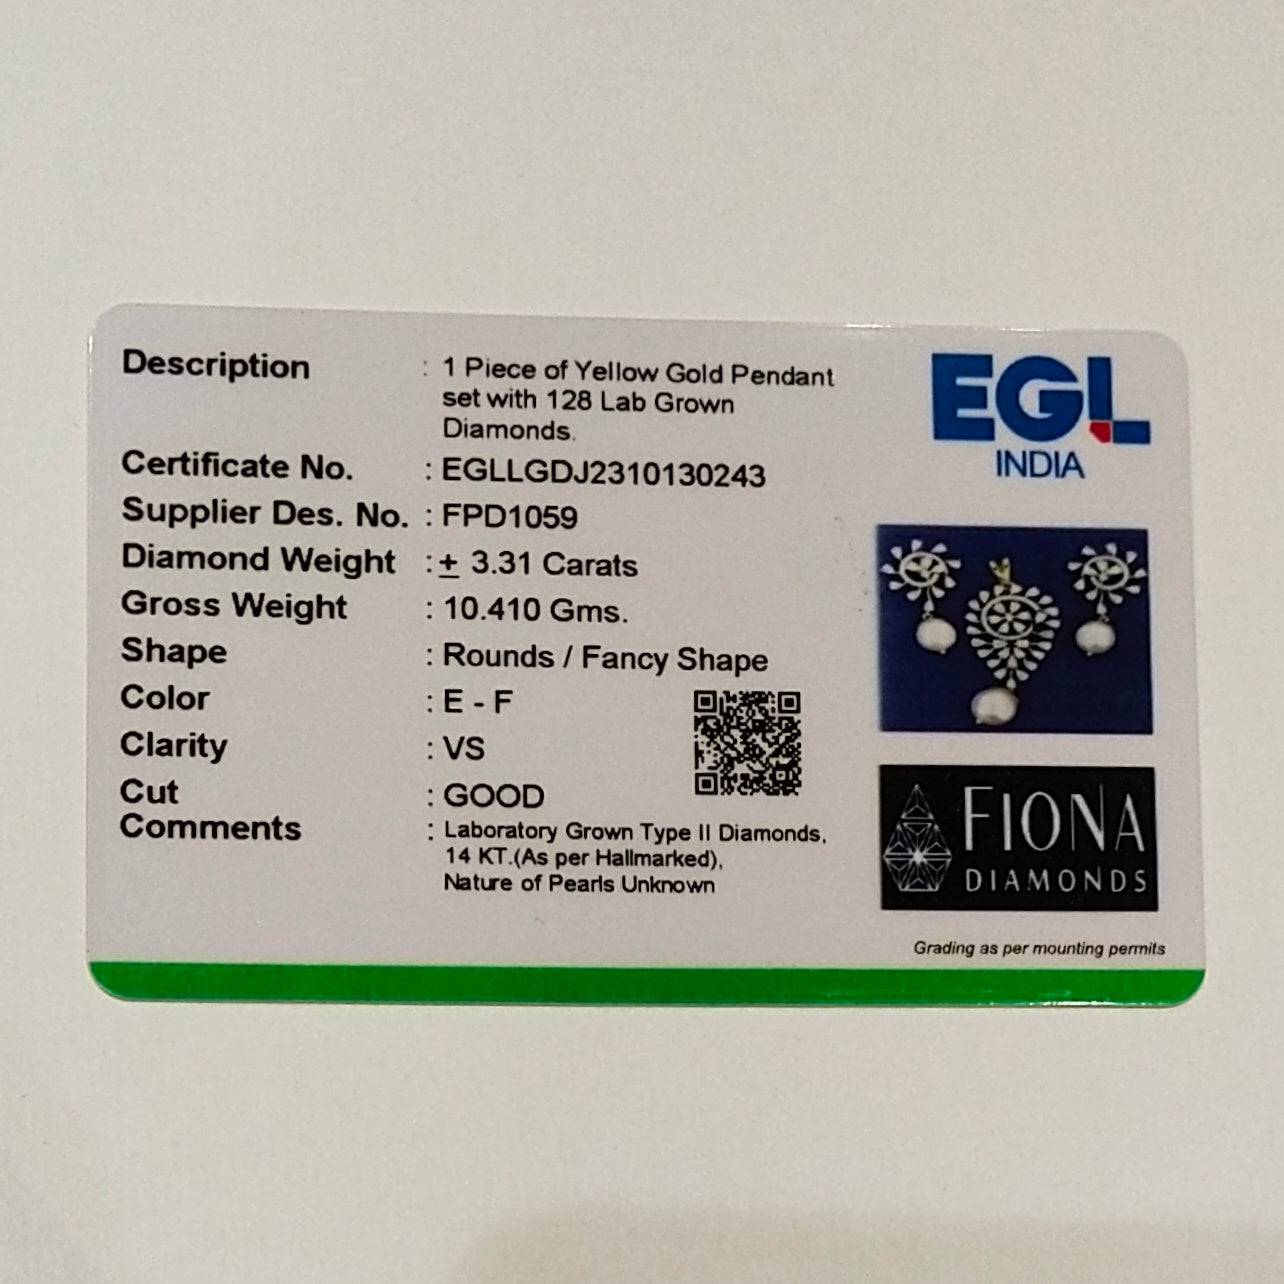 Description : 1 Piece of Yellow Gold Pendant
set with 128 Lab Grown
Diamonds.
Certificate No. : EGLLGDJ2310130243
Supplier Des. No. : FPD1059
Diamond Weight : ± 3.31 Carats
Gross Weight : 10.410 Gms.
Shape : Rounds / Fancy Shape
Color : E - F
Clarity : VS
Cut : GOOD
Comments : Laboratory Grown Type II Diamonds,
14 KT.(As per Hallmarked),
Nature of Pearls Unknown
EGL
INDIA
FIONA
DIAMONDS
Grading as per mounting permits